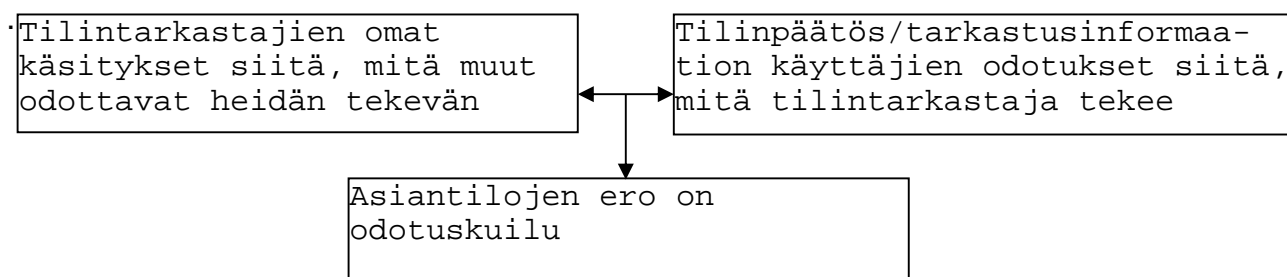 Tilintarkastajien omat
käsitykset siitä, mitä muut
odottavat heidän tekevän
Tilinpäätös/tarkastusinformaa-
tion käyttäjien odotukset siitä,
mitä tilintarkastaja tekee
Asiantilojen ero on
odotuskuilu